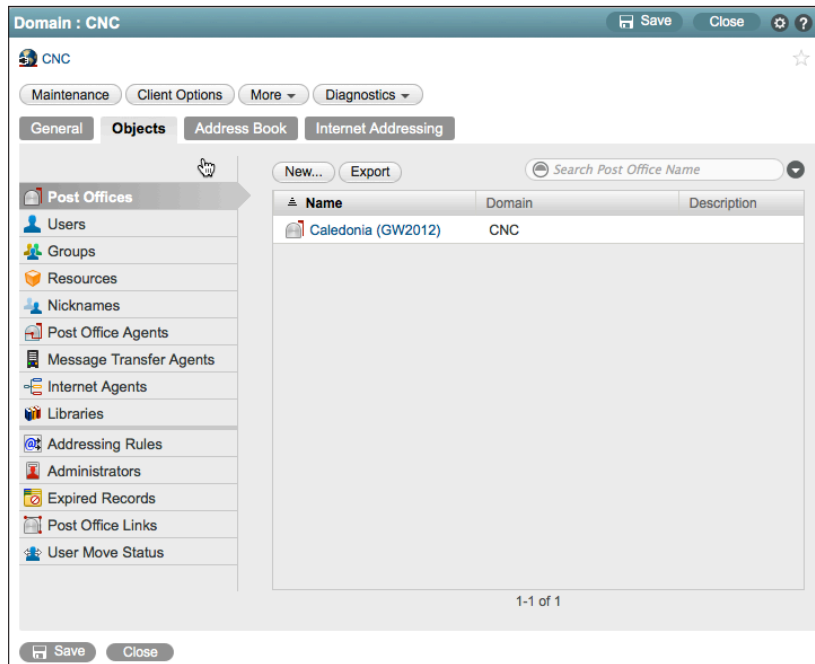 Domain : CNC
Save
Close
CNC
Maintenance
Client Options
More
Diagnostics
General
Objects
Address Book
Internet Addressing
Post Offices
Users
Groups
Resources
Nicknames
Post Office Agents
Message Transfer Agents
Internet Agents
Libraries
Addressing Rules
Administrators
Expired Records
Post Office Links
User Move Status
New...
Export
Search Post Office Name
Name
Domain
Description
Caledonia (GW2012)
CNC
1-1 of 1
Save
Close